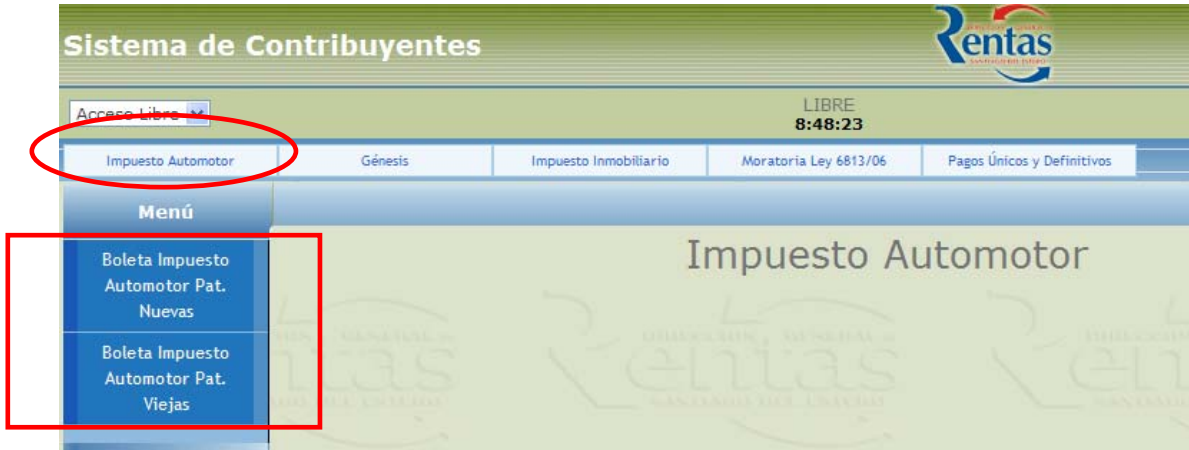 Sistema de Contribuyentes
Rentas
Acceso Libre
LIBRE
8:48:23
Impuesto Automotor
Génesis
Impuesto Inmobiliario
Moratoria Ley 6813/06
Pagos Únicos y Definitivos
Menú
Impuesto Automotor
Boleta Impuesto
Automotor Pat.
Nuevas
Boleta Impuesto
Automotor Pat.
Viejas
Rentas